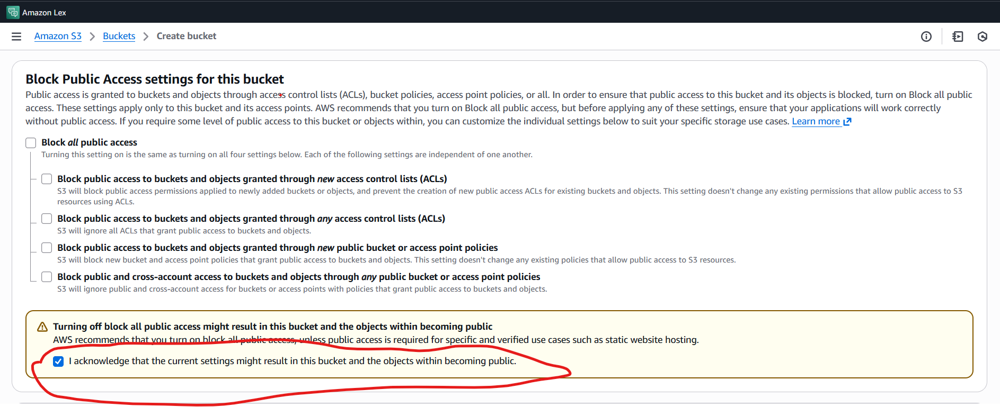 Amazon Lex
Amazon S3 > Buckets > Create bucket
Block Public Access settings for this bucket
Public access is granted to buckets and objects through access control lists (ACLs), bucket policies, access point policies, or all. In order to ensure that public access to this bucket and its objects is blocked, turn on Block all public
access. These settings apply only to this bucket and its access points. AWS recommends that you turn on Block all public access, but before applying any of these settings, ensure that your applications will work correctly
without public access. If you require some level of public access to this bucket or objects within, you can customize the individual settings below to suit your specific storage use cases. Learn more
Block all public access
Turning this setting on is the same as turning on all four settings below. Each of the following settings are independent of one another.
Block public access to buckets and objects granted through new access control lists (ACLs)
S3 will block public access permissions applied to newly added buckets or objects, and prevent the creation of new public access ACLs for existing buckets and objects. This setting doesn't change any existing permissions that allow public access to S3
resources using ACLs.
Block public access to buckets and objects granted through any access control lists (ACLs)
S3 will ignore all ACLs that grant public access to buckets and objects.
Block public access to buckets and objects granted through new public bucket or access point policies
S3 will block new bucket and access point policies that grant public access to buckets and objects. This setting doesn't change any existing policies that allow public access to S3 resources.
Block public and cross-account access to buckets and objects through any public bucket or access point policies
S3 will ignore public and cross-account access for buckets or access points with policies that grant public access to buckets and objects.
Turning off block all public access might result in this bucket and the objects within becoming public
AWS recommends that you turn on block all public access, unless public access is required for specific and verified use cases such as static website hosting.
I acknowledge that the current settings might result in this bucket and the objects within becoming public.